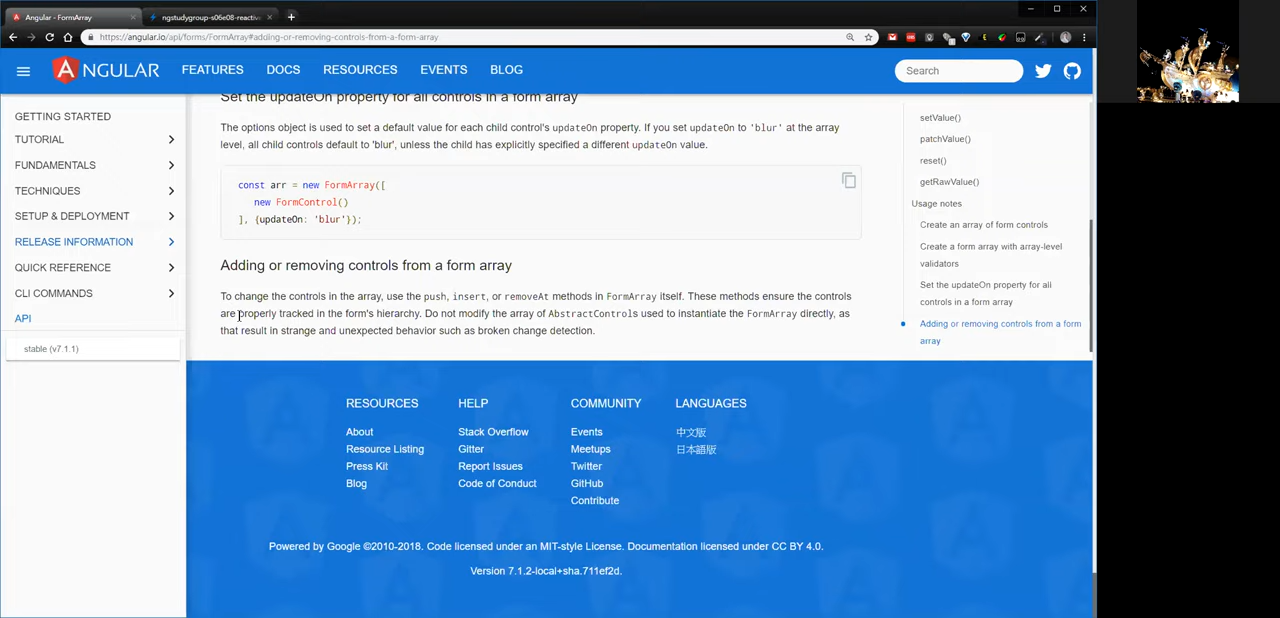 Angular - FormArray
ngstudygroup-s06e08-reactive
https://angular.io/api/forms/FormArray#adding-or-removing-controls-from-a-form-array
ANGULAR
FEATURES
DOCS
RESOURCES
EVENTS
BLOG
Search
GETTING STARTED
TUTORIAL
FUNDAMENTALS
TECHNIQUES
SETUP & DEPLOYMENT
RELEASE INFORMATION
QUICK REFERENCE
CLI COMMANDS
API
stable (v7.1.1)
Set the updateOn property for all controls in a form array
The options object is used to set a default value for each child control's updateOn property. If you set updateOn to 'blur' at the array
level, all child controls default to 'blur', unless the child has explicitly specified a different updateOn value.
const arr = new FormArray([
new FormControl()
], {updateOn: 'blur'});
Adding or removing controls from a form array
To change the controls in the array, use the push, insert, or removeAt methods in FormArray itself. These methods ensure the controls
are properly tracked in the form's hierarchy. Do not modify the array of AbstractControls used to instantiate the FormArray directly, as
that result in strange and unexpected behavior such as broken change detection.
setValue()
patchValue()
reset()
getRawValue()
Usage notes
Create an array of form controls
Create a form array with array-level
validators
Set the updateOn property for all
controls in a form array
Adding or removing controls from a form
array
RESOURCES
About
Resource Listing
Press Kit
Blog
HELP
Stack Overflow
Gitter
Report Issues
Code of Conduct
COMMUNITY
Events
Meetups
Twitter
GitHub
Contribute
LANGUAGES
中文版
日本語版
Powered by Google ©2010-2018. Code licensed under an MIT-style License. Documentation licensed under CC BY 4.0.
Version 7.1.2-local+sha.711ef2d.